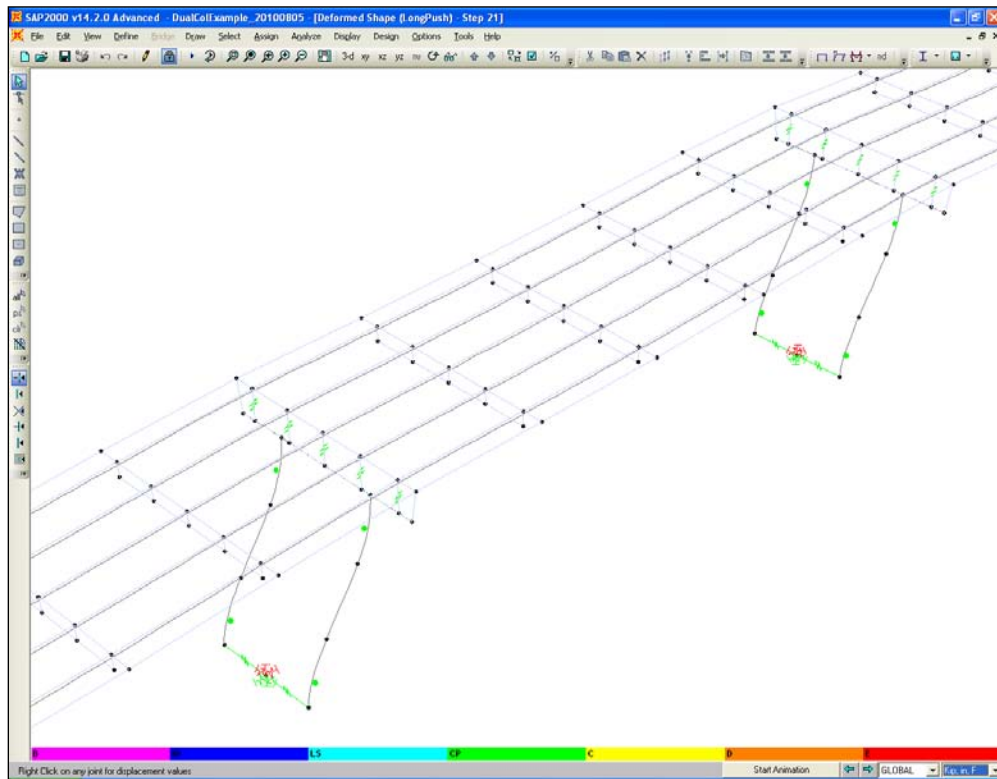 SAP2000 v14.2.0 Advanced - DualColExample_20100805 - [Deformed Shape (LongPush) - Step 21]
File Edit View Define Bridge Draw Select Assign Analyze Display Design Options Tools Help
3-d xy xz yz nv
nd
LS CP C D E
Right Click on any joint for displacement values
Start Animation
GLOBAL
Kip, in, F